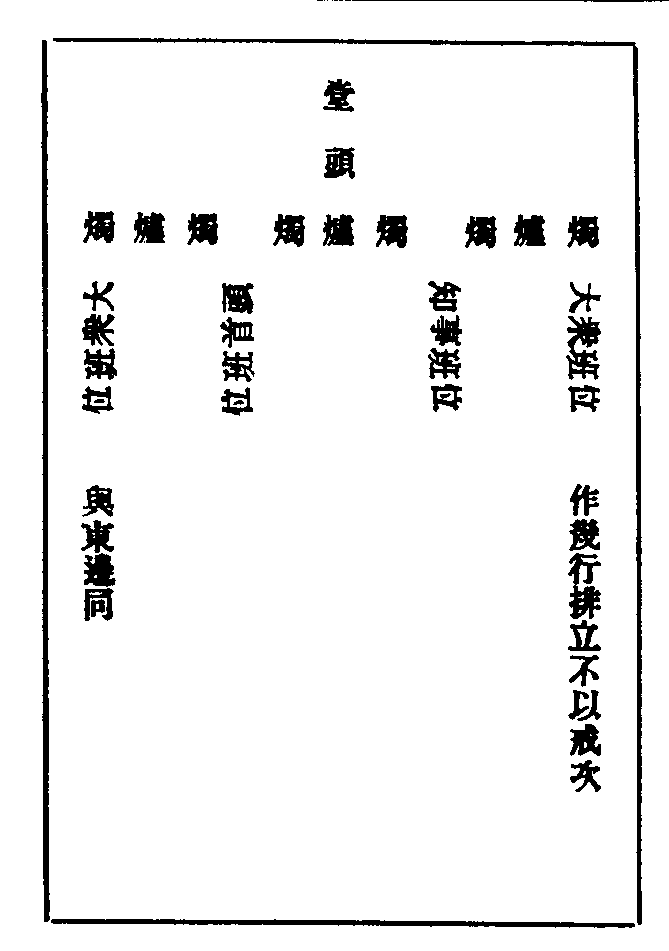 堂頭
燭 爐 燭 燭 爐 燭 燭 爐 燭
大衆班位
作幾行排立不以戒次
知事班位
頭首班位
大衆班位
與東邊同